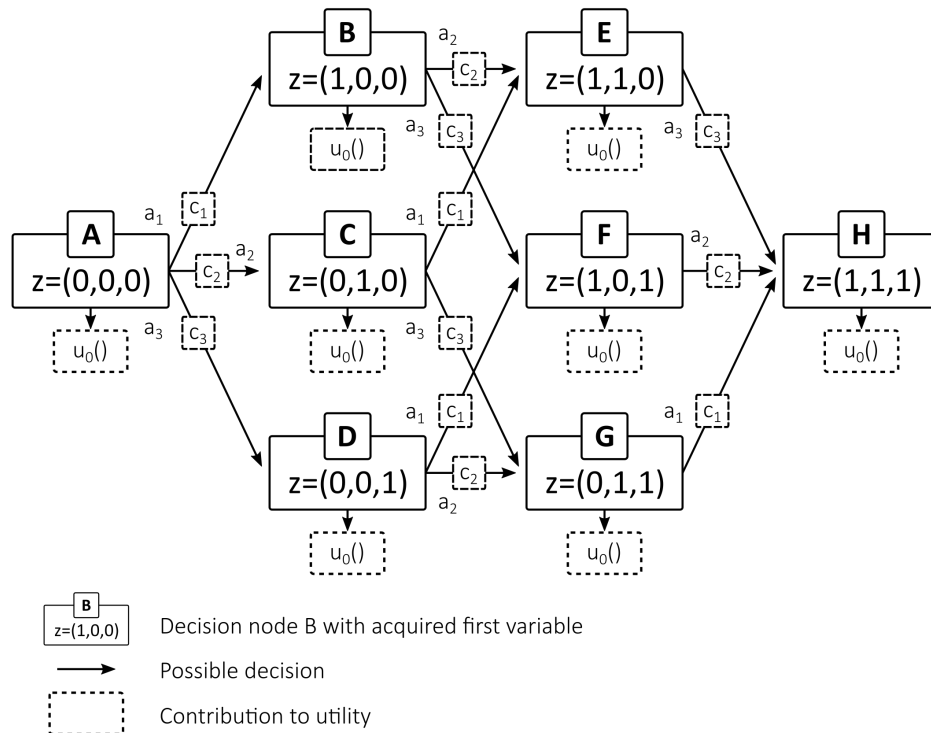 B
z=(1,0,0)
u₀()
a₂
c₂
a₃
c₃
E
z=(1,1,0)
u₀()
a₃
c₃
A
z=(0,0,0)
u₀()
a₁
c₁
c₂
a₂
a₃
c₃
C
z=(0,1,0)
u₀()
a₁
c₁
a₃
c₃
F
z=(1,0,1)
u₀()
a₂
c₂
H
z=(1,1,1)
u₀()
D
z=(0,0,1)
u₀()
a₁
c₁
c₂
a₂
G
z=(0,1,1)
u₀()
a₁
c₁
B
z=(1,0,0)
Decision node B with acquired first variable
Possible decision
Contribution to utility